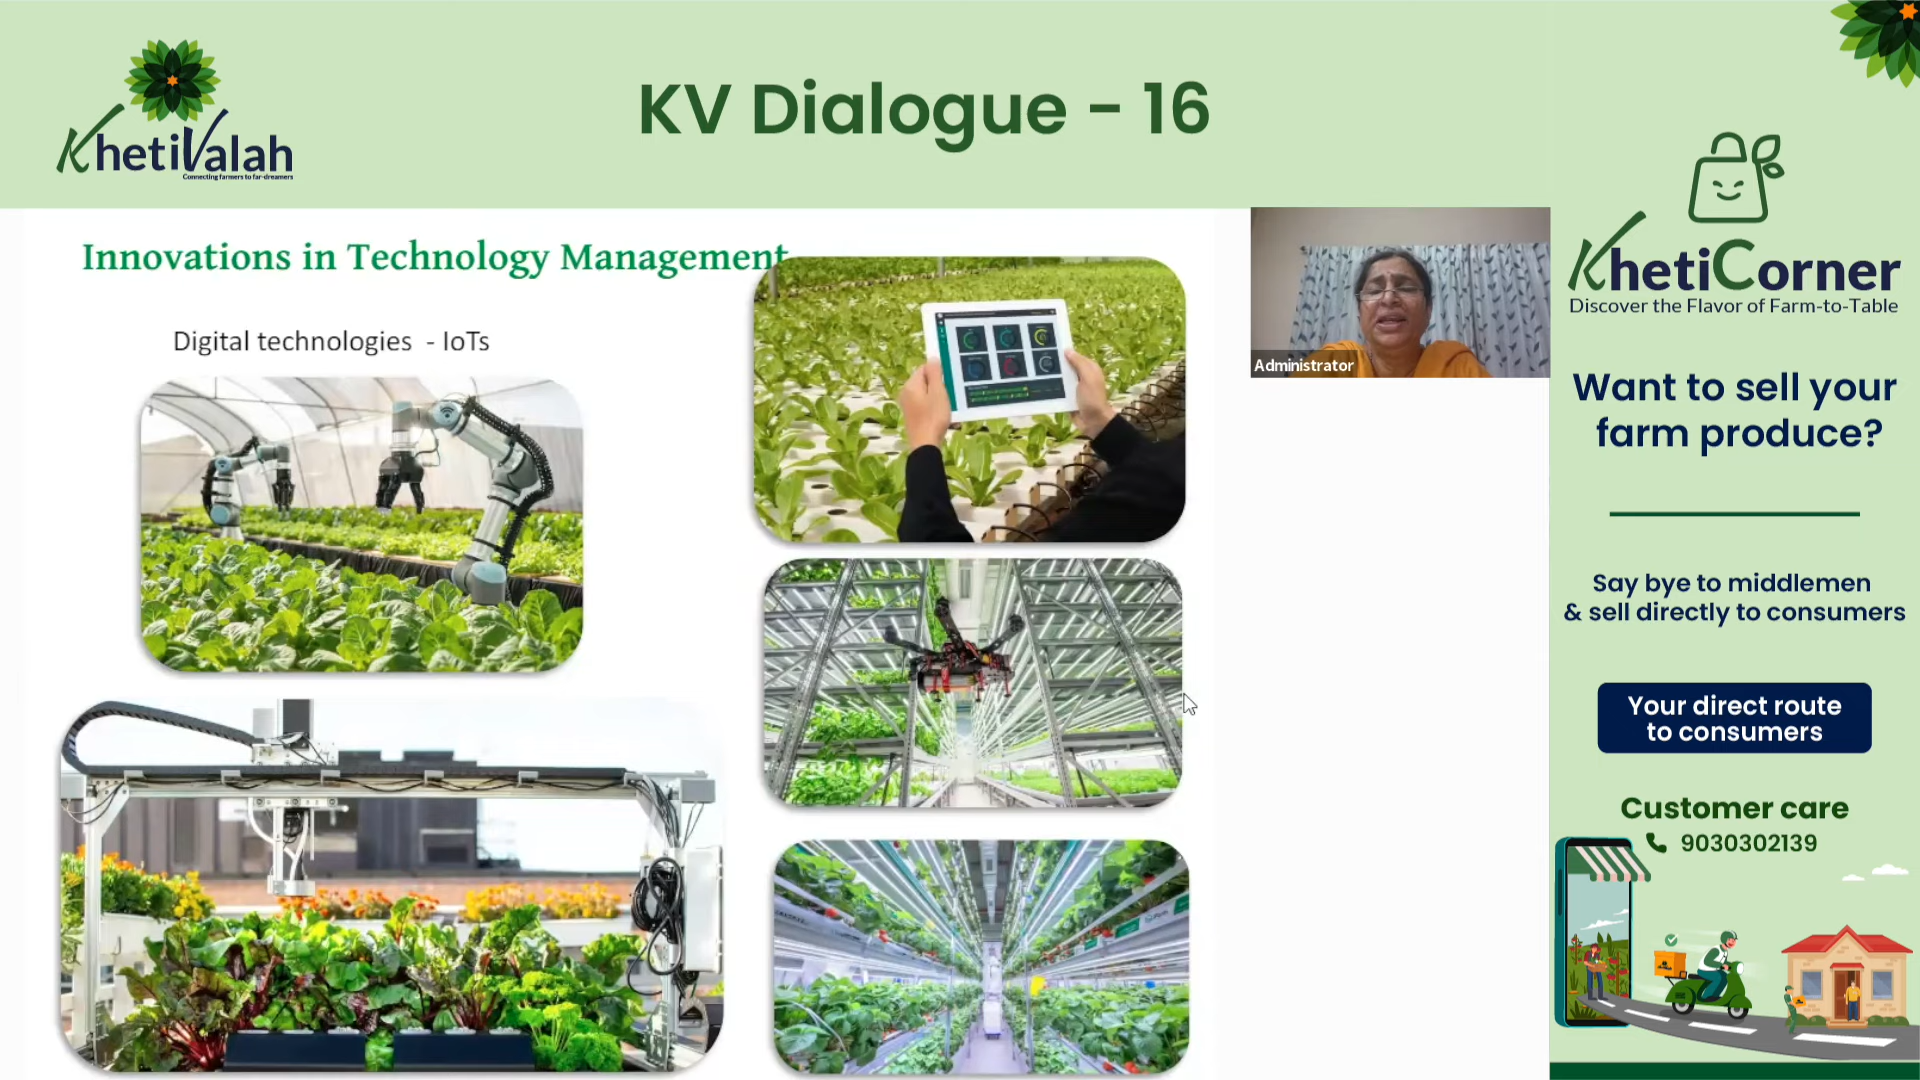 KhetiValah
Connecting farmers to far-dreamers
KV Dialogue - 16
Innovations in Technology Management
Digital technologies - IoTs
Administrator
KhetiCorner
Discover the Flavor of Farm-to-Table
Want to sell your
farm produce?
Say bye to middlemen
& sell directly to consumers
Your direct route
to consumers
Customer care
9030302139